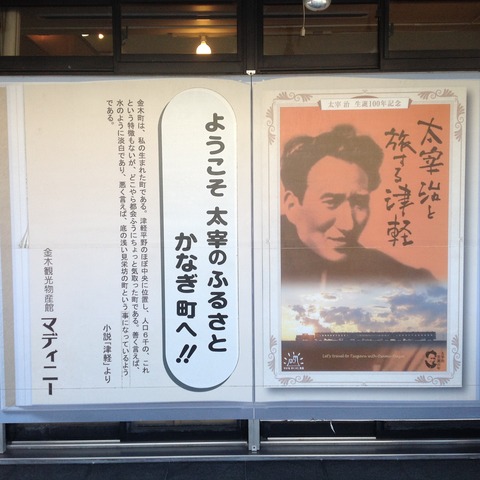 太宰 治 生誕100年記念
太宰治と
旅する津軽
Let's travel to Tsugaru with Osamu Dazai
ようこそ 太宰のふるさと
かなぎ町へ!!
金木町は、私の生まれた町である。津軽平野のほぼ中央に位置し、人口6千の、これ
という特徴もないが、どこやら都会ふうにちょっと気取った町である。善く言えば、
水のように淡白であり、悪く言えば、底の浅い見栄坊の町という事になっているよう
である。
小説「津軽」より
金木観光物産館
マディニー